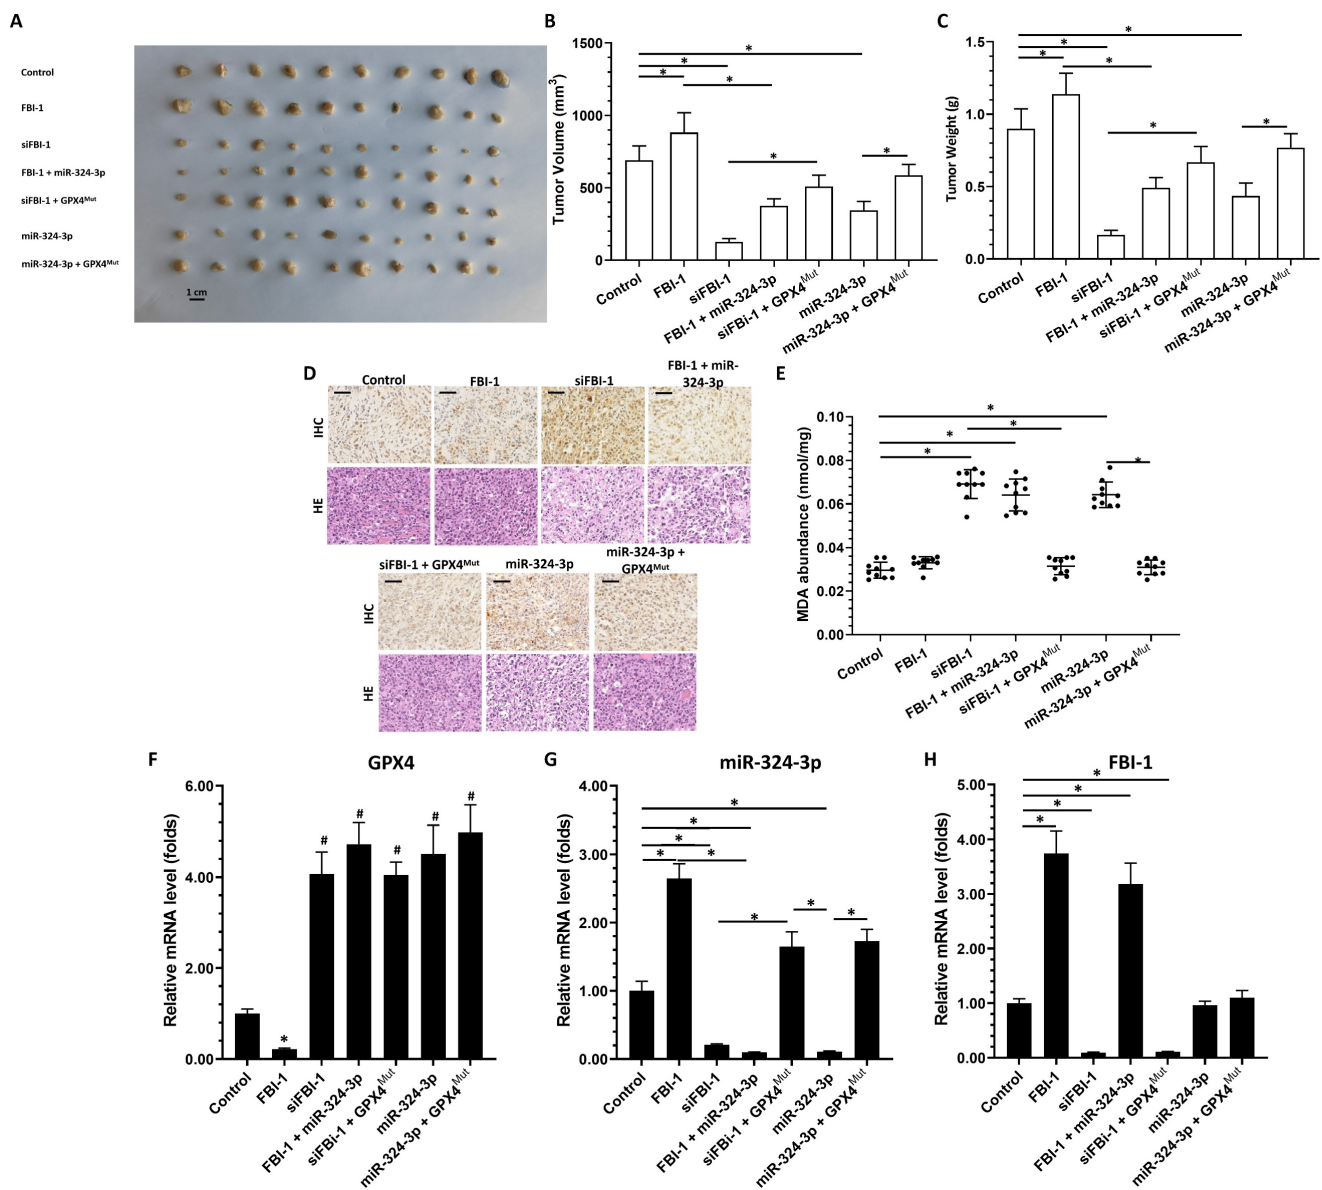 A
Control
FBI-1
siFBI-1
FBI-1 + miR-324-3p
siFBI-1 + GPX4Mut
miR-324-3p
miR-324-3p + GPX4Mut
1 cm
B
Tumor Volume (mm3)
1500
1000
500
0
* * * * * *
Control
FBI-1
siFBI-1
FBI-1 + miR-324-3p
siFBi-1 + GPX4Mut
miR-324-3p
miR-324-3p + GPX4Mut
C
Tumor Weight (g)
1.5
1.0
0.5
0.0
* * * * * *
Control
FBI-1
siFBI-1
FBI-1 + miR-324-3p
siFBi-1 + GPX4Mut
miR-324-3p
miR-324-3p + GPX4Mut
D
Control
FBI-1
siFBI-1
FBI-1 + miR-
324-3p
IHC
HE
siFBI-1 + GPX4Mut
miR-324-3p
miR-324-3p +
GPX4Mut
IHC
HE
E
MDA abundance (nmol/mg)
0.10
0.08
0.06
0.04
0.02
0.00
* * * * *
Control
FBI-1
siFBI-1
FBI-1 + miR-324-3p
siFBi-1 + GPX4Mut
miR-324-3p
miR-324-3p + GPX4Mut
F
GPX4
Relative mRNA level (folds)
6.00
4.00
2.00
0.00
* # # # # #
Control
FBI-1
siFBI-1
FBI-1 + miR-324-3p
siFBi-1 + GPX4Mut
miR-324-3p
miR-324-3p + GPX4Mut
G
miR-324-3p
Relative mRNA level (folds)
4.00
3.00
2.00
1.00
0.00
* * * * * * * *
Control
FBI-1
siFBI-1
FBI-1 + miR-324-3p
siFBi-1 + GPX4Mut
miR-324-3p
miR-324-3p + GPX4Mut
H
FBI-1
Relative mRNA level (folds)
5.00
4.00
3.00
2.00
1.00
0.00
* * * *
Control
FBI-1
siFBI-1
FBI-1 + miR-324-3p
siFBi-1 + GPX4Mut
miR-324-3p
miR-324-3p + GPX4Mut